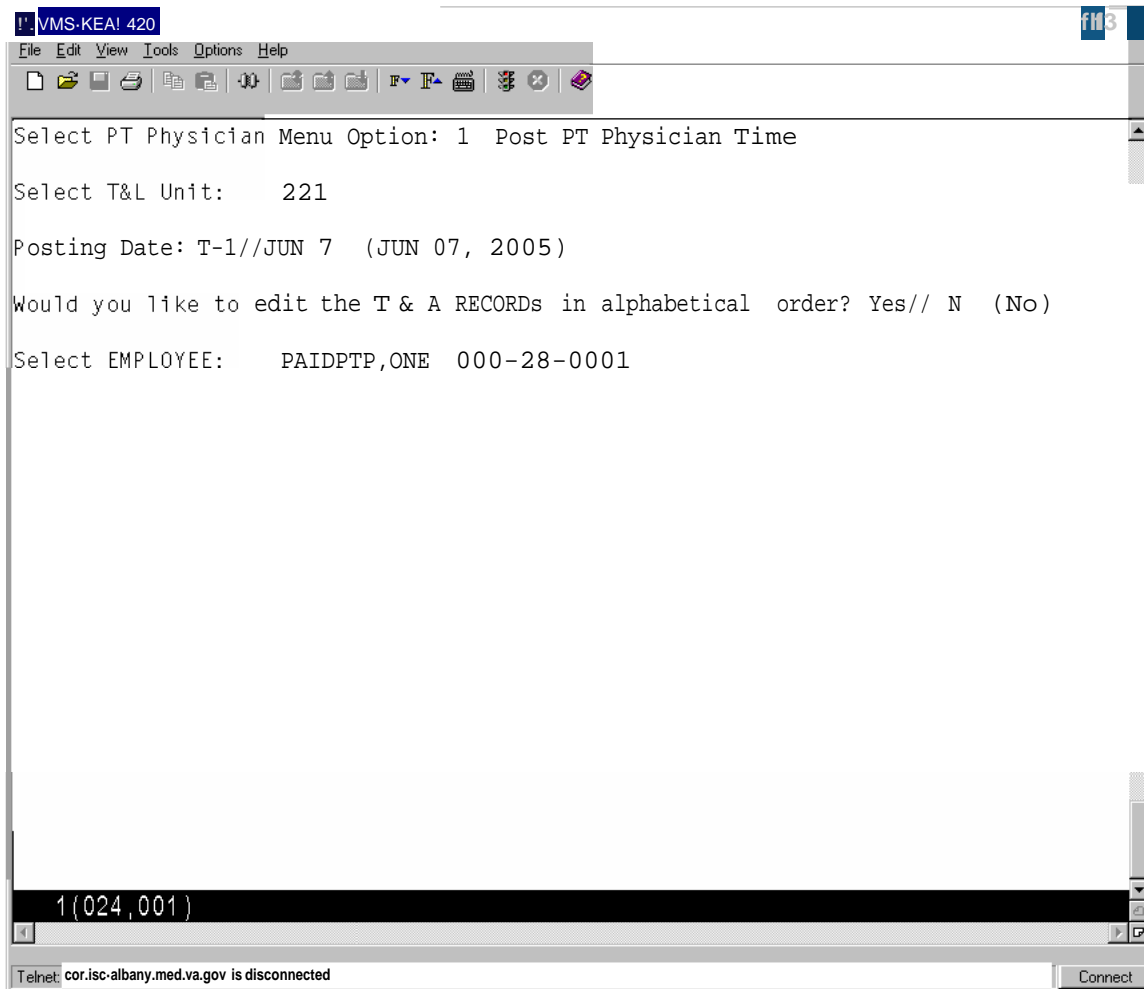 VMS-KEA! 420
File Edit View Tools Options Help
Select PT Physician Menu Option: 1 Post PT Physician Time
Select T&L Unit: 221
Posting Date: T-1//JUN 7 (JUN 07, 2005)
Would you like to edit the T & A RECORDs in alphabetical order? Yes// N (No)
Select EMPLOYEE: PAIDPTP,ONE 000-28-0001
1(024,001)
Telnet: cor.isc-albany.med.va.gov is disconnected
Connect